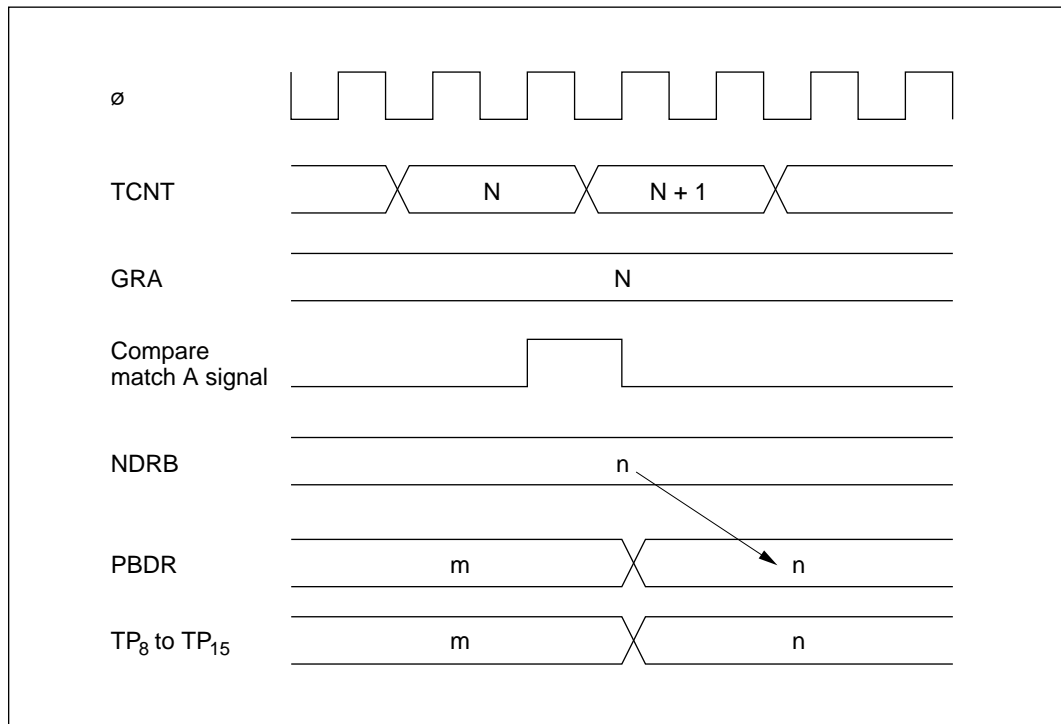 ø
TCNT N N + 1
GRA N
Compare
match A signal
NDRB n
PBDR m n
TP8 to TP15 m n